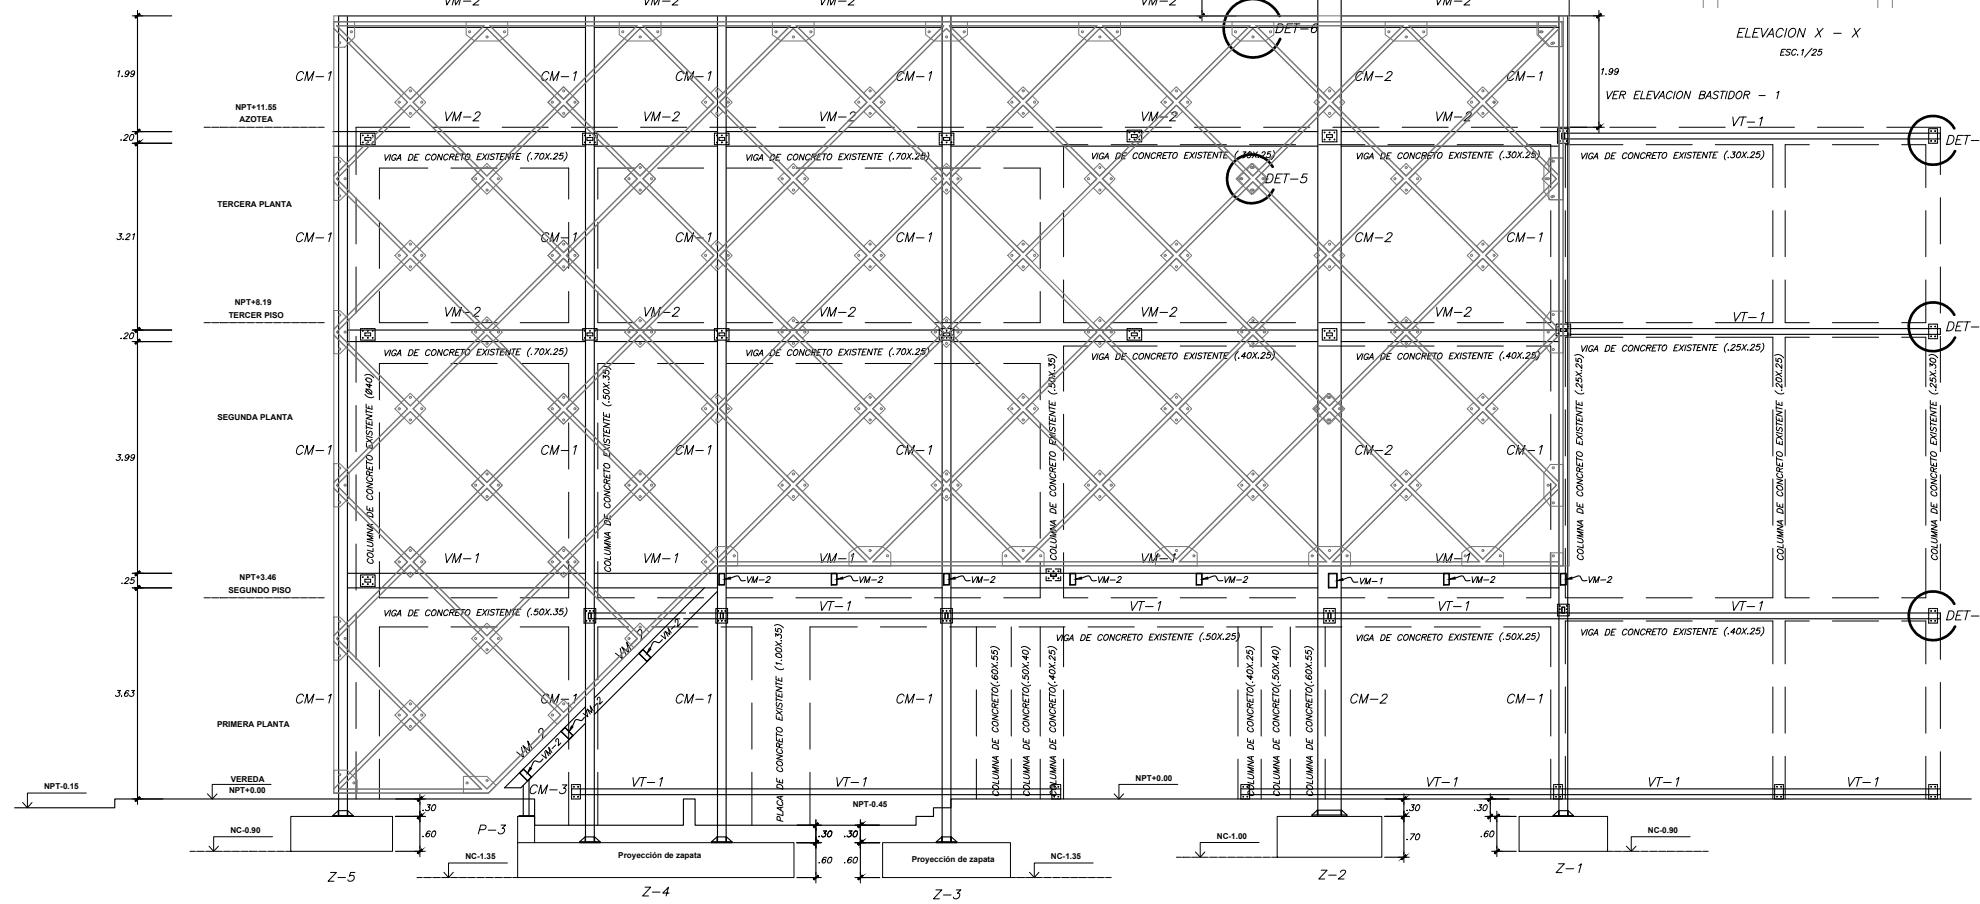 VM-2 VM-2 VM-2 VM-2 VM-2
DET-6
ELEVACION X - X
ESC.1/25
1.99
CM-1 CM-1 CM-1 CM-1 CM-2 CM-1
1.99
VER ELEVACION BASTIDOR - 1
NPT+11.55
AZOTEA
VM-2 VM-2 VM-2 VM-2 VM-2
VT-1
.20
DET-
VIGA DE CONCRETO EXISTENTE (.70X.25)
VIGA DE CONCRETO EXISTENTE (.70X.25)
VIGA DE CONCRETO EXISTENTE (.30X.25)
VIGA DE CONCRETO EXISTENTE (.30X.25)
VIGA DE CONCRETO EXISTENTE (.30X.25)
DET-5
TERCERA PLANTA
3.21
CM-1 CM-1 CM-1 CM-1 CM-2 CM-1
NPT+8.19
TERCER PISO
VM-2 VM-2 VM-2 VM-2 VM-2
VT-1
.20
DET-
VIGA DE CONCRETO EXISTENTE (.70X.25)
VIGA DE CONCRETO EXISTENTE (.70X.25)
VIGA DE CONCRETO EXISTENTE (.40X.25)
VIGA DE CONCRETO EXISTENTE (.40X.25)
VIGA DE CONCRETO EXISTENTE (.25X.25)
COLUMNA DE CONCRETO EXISTENTE (Ø40)
COLUMNA DE CONCRETO EXISTENTE (.50X.35)
COLUMNA DE CONCRETO EXISTENTE (.50X.35)
COLUMNA DE CONCRETO EXISTENTE (.25X.25)
COLUMNA DE CONCRETO EXISTENTE (.20X.25)
COLUMNA DE CONCRETO EXISTENTE (.25X.30)
SEGUNDA PLANTA
3.99
CM-1 CM-1 CM-1 CM-1 CM-2 CM-1
VM-1 VM-1 VM-1 VM-1 VM-1
NPT+3.46
SEGUNDO PISO
.25
VM-2 VM-2 VM-2 VM-2 VM-2 VM-1 VM-2 VM-2
VIGA DE CONCRETO EXISTENTE (.50X.35)
VT-1 VT-1 VT-1 VT-1
DET-
VIGA DE CONCRETO EXISTENTE (.50X.25)
VIGA DE CONCRETO EXISTENTE (.50X.25)
VIGA DE CONCRETO EXISTENTE (.40X.25)
VM-2
VM-2
PLACA DE CONCRETO EXISTENTE (1.00X.35)
COLUMNA DE CONCRETO(.60X.55)
COLUMNA DE CONCRETO(.50X.40)
COLUMNA DE CONCRETO(.40X.25)
COLUMNA DE CONCRETO(.40X.25)
COLUMNA DE CONCRETO(.50X.40)
COLUMNA DE CONCRETO(.60X.55)
3.63
CM-1 CM-1 CM-1 CM-1 CM-2 CM-1
VM-2
PRIMERA PLANTA
VM-2
VM-2
NPT-0.15
VEREDA
NPT+0.00
CM-3
VT-1 VT-1
NPT+0.00
VT-1 VT-1 VT-1
NPT-0.45
.30
.30
.30
.30
.30
P-3
NC-0.90
.60
NC-1.00
.70
.60
NC-0.90
NC-1.35
Proyección de zapata
.60
.60
Proyección de zapata
NC-1.35
Z-5
Z-4
Z-3
Z-2
Z-1